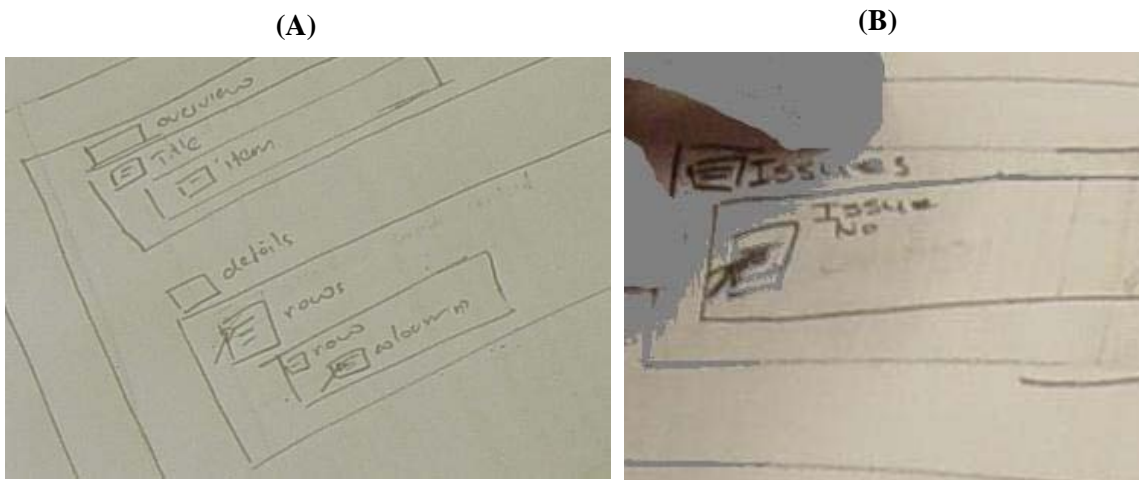 (A)
(B)
overview
Title
item
details
rows
row
column
Issues
Issue
No